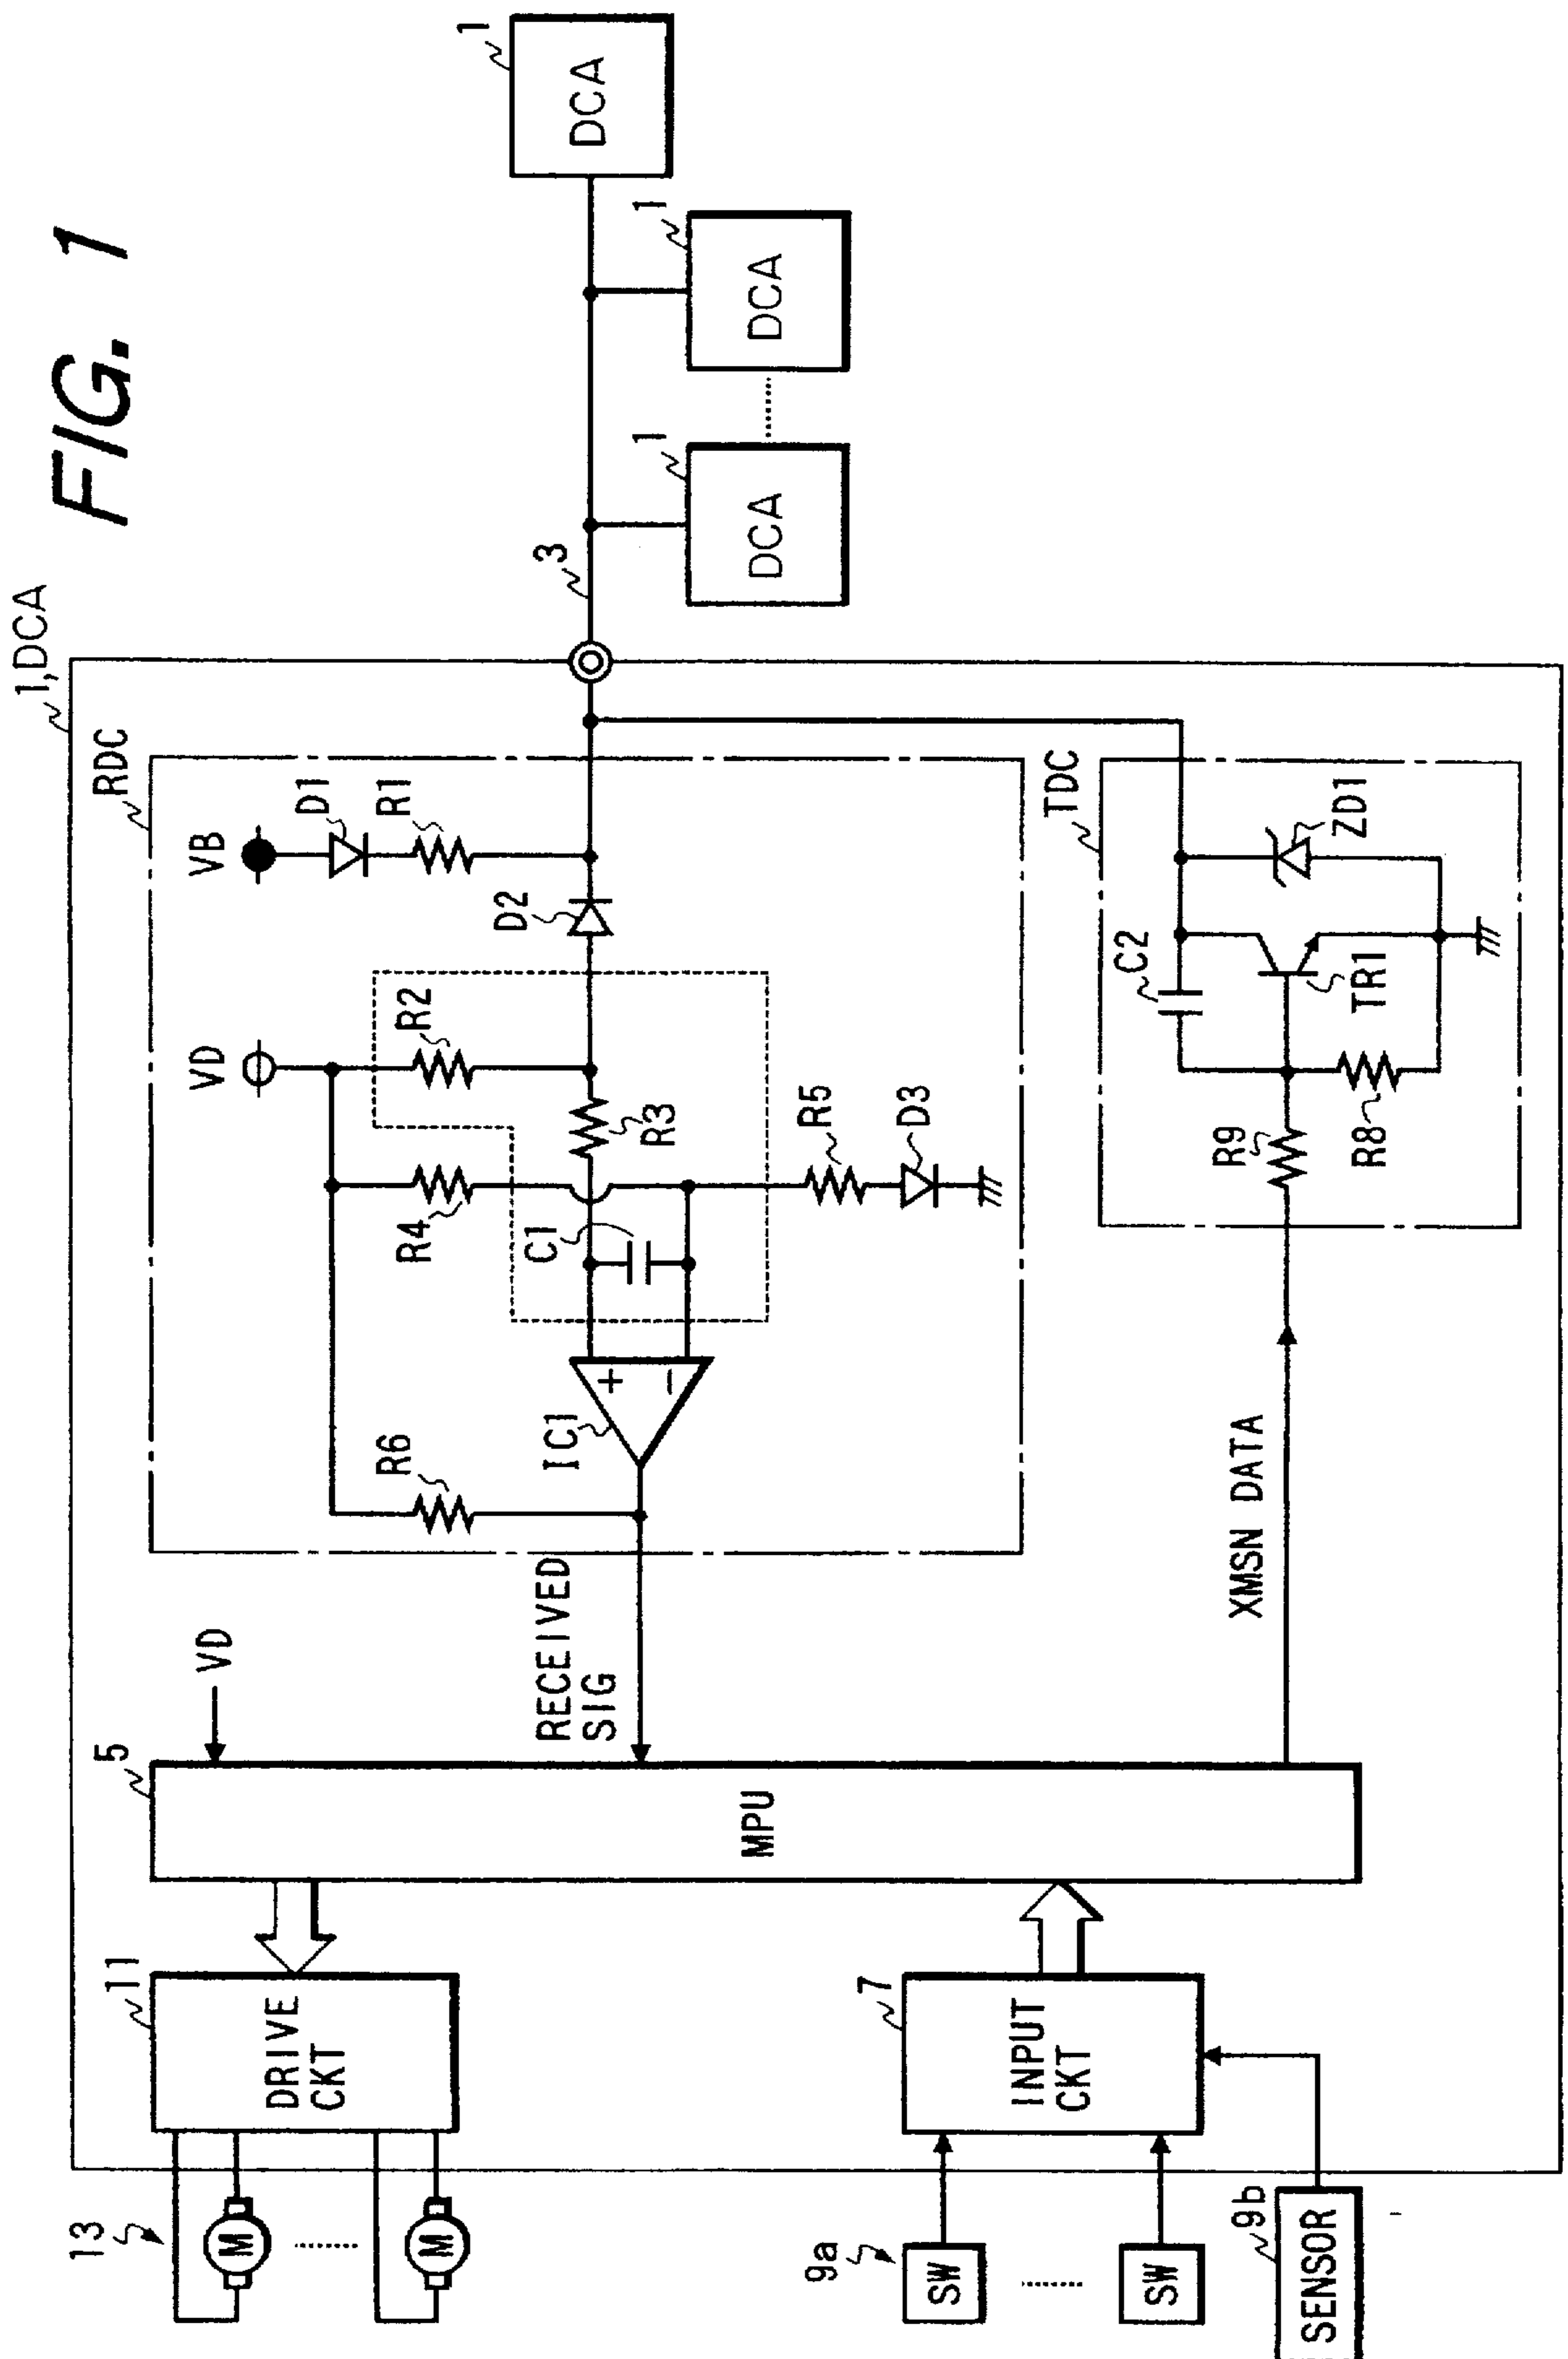 FIG. 1
1,DCA
RDC
VB
D1
R1
VD
D2
R2
R3
R4
C1
R5
D3
R6
IC1
+
−
3
1
DCA
1
DCA
1
DCA
TDC
C2
ZD1
TR1
R9
R8
VD
RECEIVED
SIG
XMSN DATA
5
MPU
11
DRIVE
CKT
7
INPUT
CKT
13
M
M
9a
SW
SW
9b
SENSOR